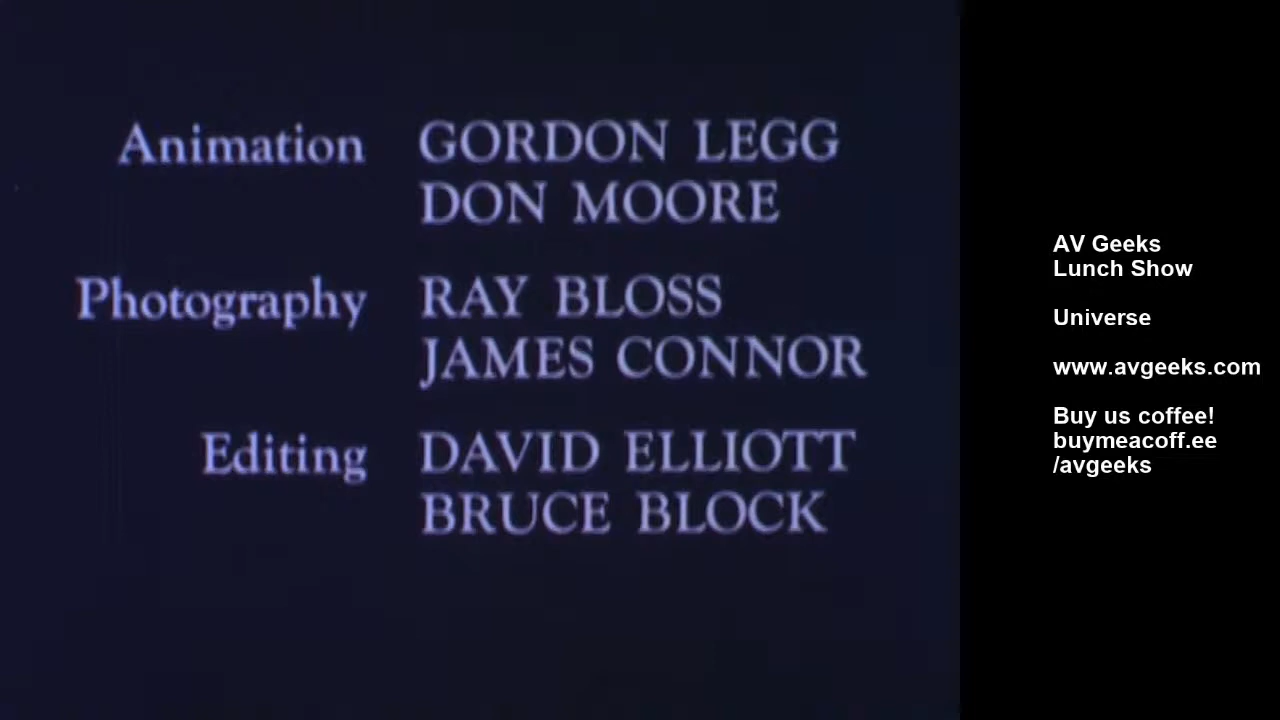 Animation GORDON LEGG
DON MOORE
Photography RAY BLOSS
JAMES CONNOR
Editing DAVID ELLIOTT
BRUCE BLOCK
AV Geeks
Lunch Show
Universe
www.avgeeks.com
Buy us coffee!
buymeacoff.ee
/avgeeks